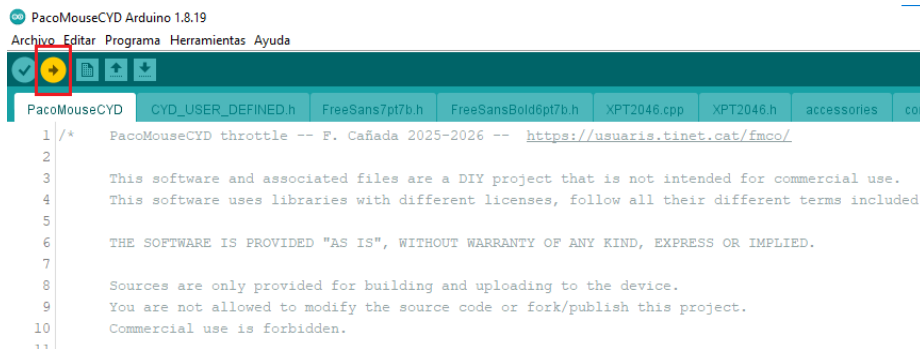 PacoMouseCYD Arduino 1.8.19
Archivo Editar Programa Herramientas Ayuda
PacoMouseCYD CYD_USER_DEFINED.h FreeSans7pt7b.h FreeSansBold6pt7b.h XPT2046.cpp XPT2046.h accessories
1 /* PacoMouseCYD throttle -- F. Cañada 2025-2026 -- https://usuaris.tinet.cat/fmco/
2
3 This software and associated files are a DIY project that is not intended for commercial use.
4 This software uses libraries with different licenses, follow all their different terms included
5
6 THE SOFTWARE IS PROVIDED "AS IS", WITHOUT WARRANTY OF ANY KIND, EXPRESS OR IMPLIED.
7
8 Sources are only provided for building and uploading to the device.
9 You are not allowed to modify the source code or fork/publish this project.
10 Commercial use is forbidden.
11